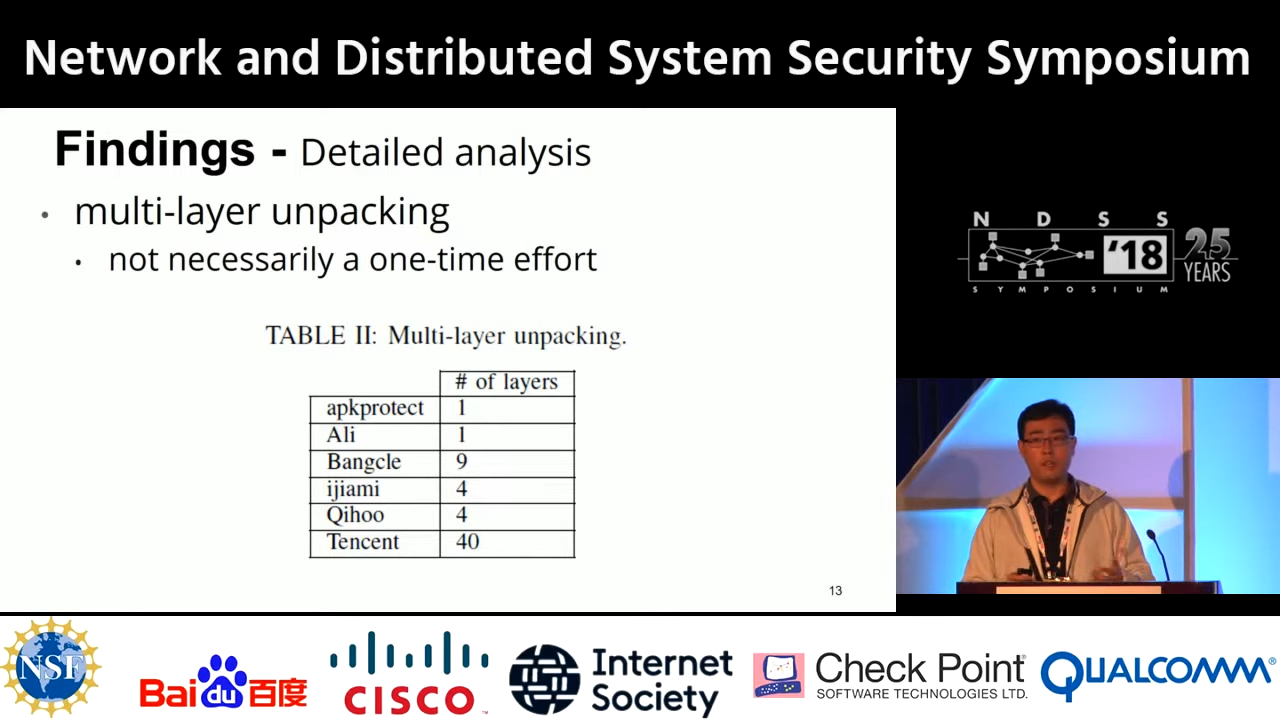 Network and Distributed System Security Symposium
Findings - Detailed analysis
• multi-layer unpacking
• not necessarily a one-time effort
TABLE II: Multi-layer unpacking.
# of layers
apkprotect 1
Ali 1
Bangcle 9
ijiami 4
Qihoo 4
Tencent 40
13
N D S S
'18
25
YEARS
SYMPOSIUM
NSF
Bai du 百度
CISCO™
Internet
Society
Check Point®
SOFTWARE TECHNOLOGIES LTD.
QUALCOMM®